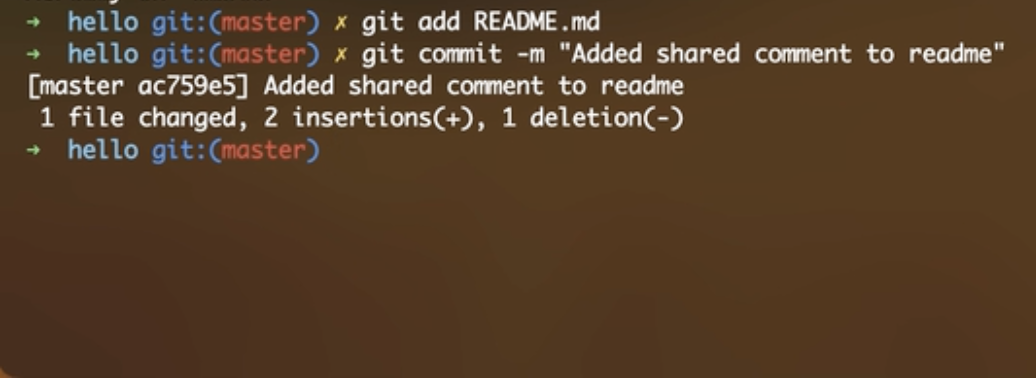 ➜  hello git:(master) ✗ git add README.md
➜  hello git:(master) ✗ git commit -m "Added shared comment to readme"
[master ac759e5] Added shared comment to readme
 1 file changed, 2 insertions(+), 1 deletion(-)
➜  hello git:(master)